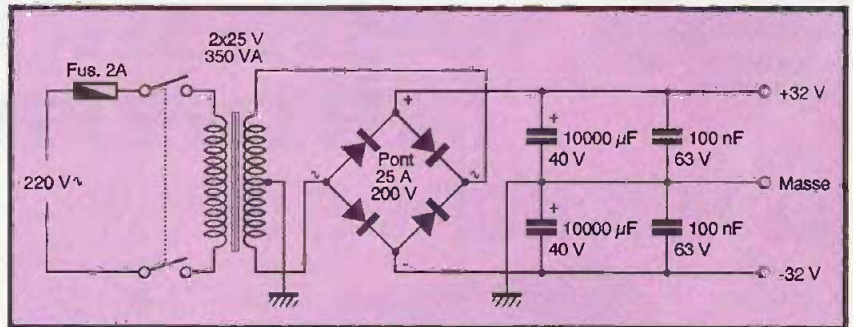 2x25 V
350 VA
Fus. 2A
220 V~
+
~
Pont
25 A
200 V
~
+
10000 µF
40 V
100 nF
63 V
+
10000 µF
40 V
100 nF
63 V
+32 V
Masse
-32 V